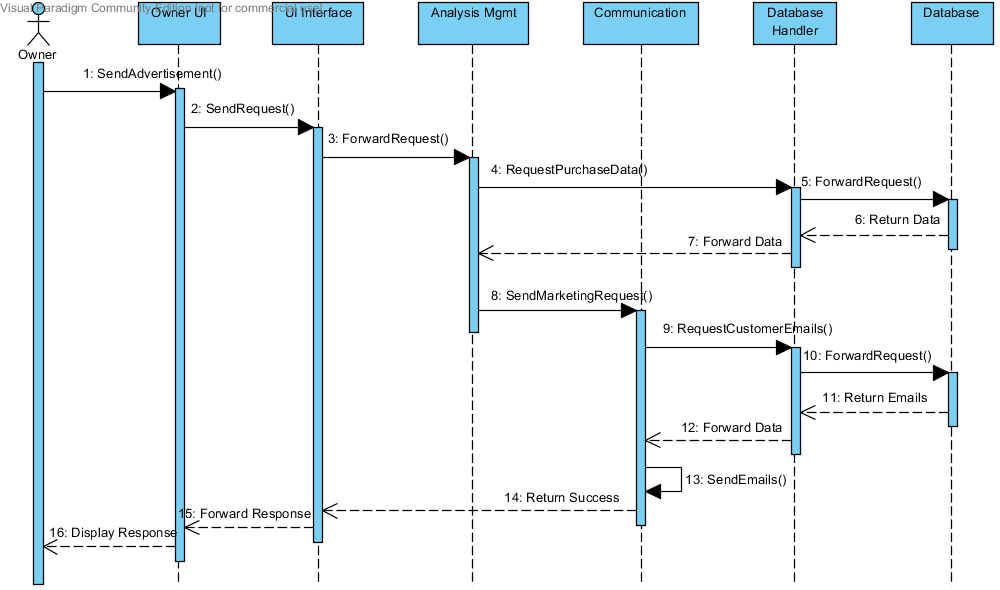 Visual Paradigm Community Edition [not for commercial use]
Owner UI
UI Interface
Analysis Mgmt
Communication
Database
Handler
Database
Owner
1: SendAdvertisement()
2: SendRequest()
3: ForwardRequest()
4: RequestPurchaseData()
5: ForwardRequest()
6: Return Data
7: Forward Data
8: SendMarketingRequest()
9: RequestCustomerEmails()
10: ForwardRequest()
11: Return Emails
12: Forward Data
13: SendEmails()
14: Return Success
15: Forward Response
16: Display Response